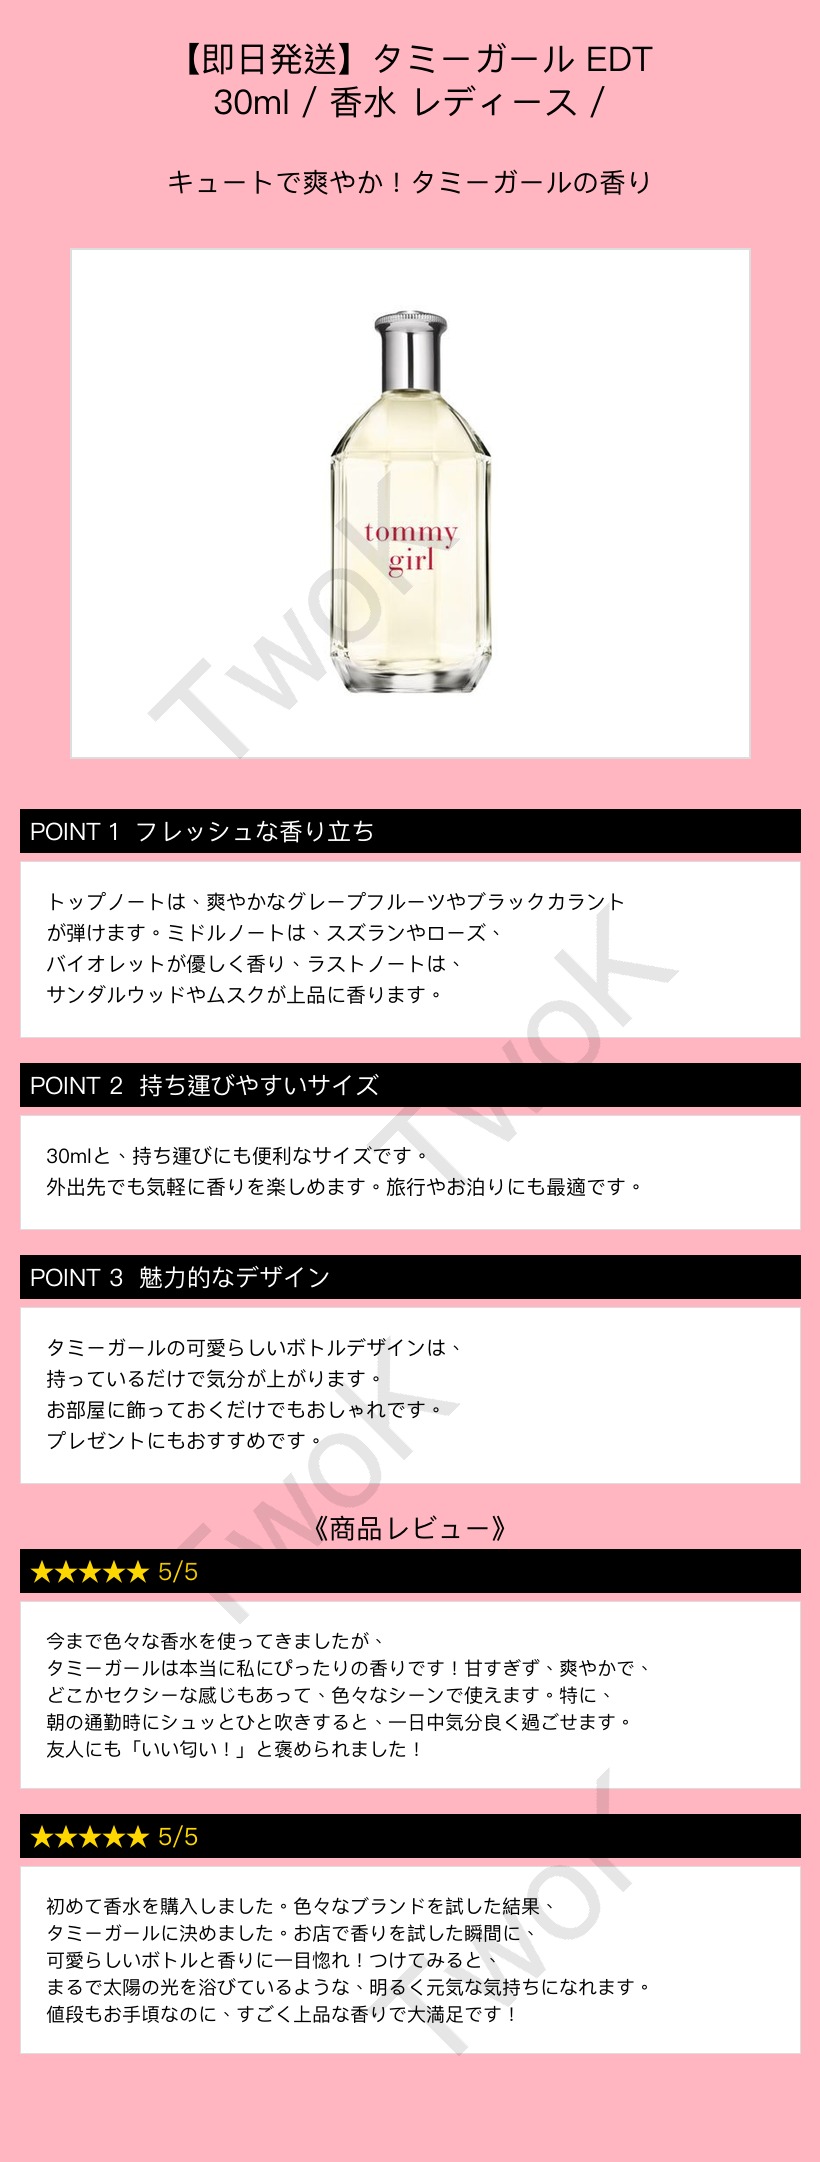 【即日発送】タミーガール EDT
30ml / 香水 レディース /
キュートで爽やか！タミーガールの香り
tommy
girl
TwoK
POINT 1 フレッシュな香り立ち
トップノートは、爽やかなグレープフルーツやブラックカラント
が弾けます。ミドルノートは、スズランやローズ、
バイオレットが優しく香り、ラストノートは、
サンダルウッドやムスクが上品に香ります。
TwoK
POINT 2 持ち運びやすいサイズ
30mlと、持ち運びにも便利なサイズです。
外出先でも気軽に香りを楽しめます。旅行やお泊りにも最適です。
POINT 3 魅力的なデザイン
タミーガールの可愛らしいボトルデザインは、
持っているだけで気分が上がります。
お部屋に飾っておくだけでもおしゃれです。
プレゼントにもおすすめです。
TwoK
《商品レビュー》
★★★★★ 5/5
今まで色々な香水を使ってきましたが、
タミーガールは本当に私にぴったりの香りです！甘すぎず、爽やかで、
どこかセクシーな感じもあって、色々なシーンで使えます。特に、
朝の通勤時にシュッとひと吹きすると、一日中気分良く過ごせます。
友人にも「いい匂い！」と褒められました！
★★★★★ 5/5
初めて香水を購入しました。色々なブランドを試した結果、
タミーガールに決めました。お店で香りを試した瞬間に、
可愛らしいボトルと香りに一目惚れ！つけてみると、
まるで太陽の光を浴びているような、明るく元気な気持ちになれます。
値段もお手頃なのに、すごく上品な香りで大満足です！
TwoK